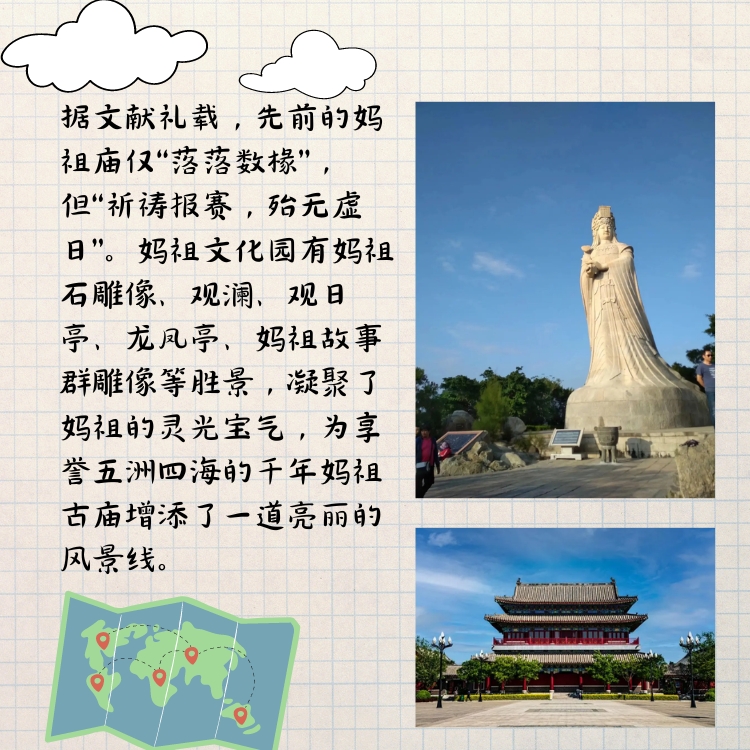 据文献礼载，先前的妈
祖庙仅“落落数椽”，
但“祈祷报赛，殆无虚
日”。妈祖文化园有妈祖
石雕像、观澜、观日
亭、龙凤亭、妈祖故事
群雕像等胜景，凝聚了
妈祖的灵光宝气，为享
誉五洲四海的千年妈祖
古庙增添了一道亮丽的
风景线。